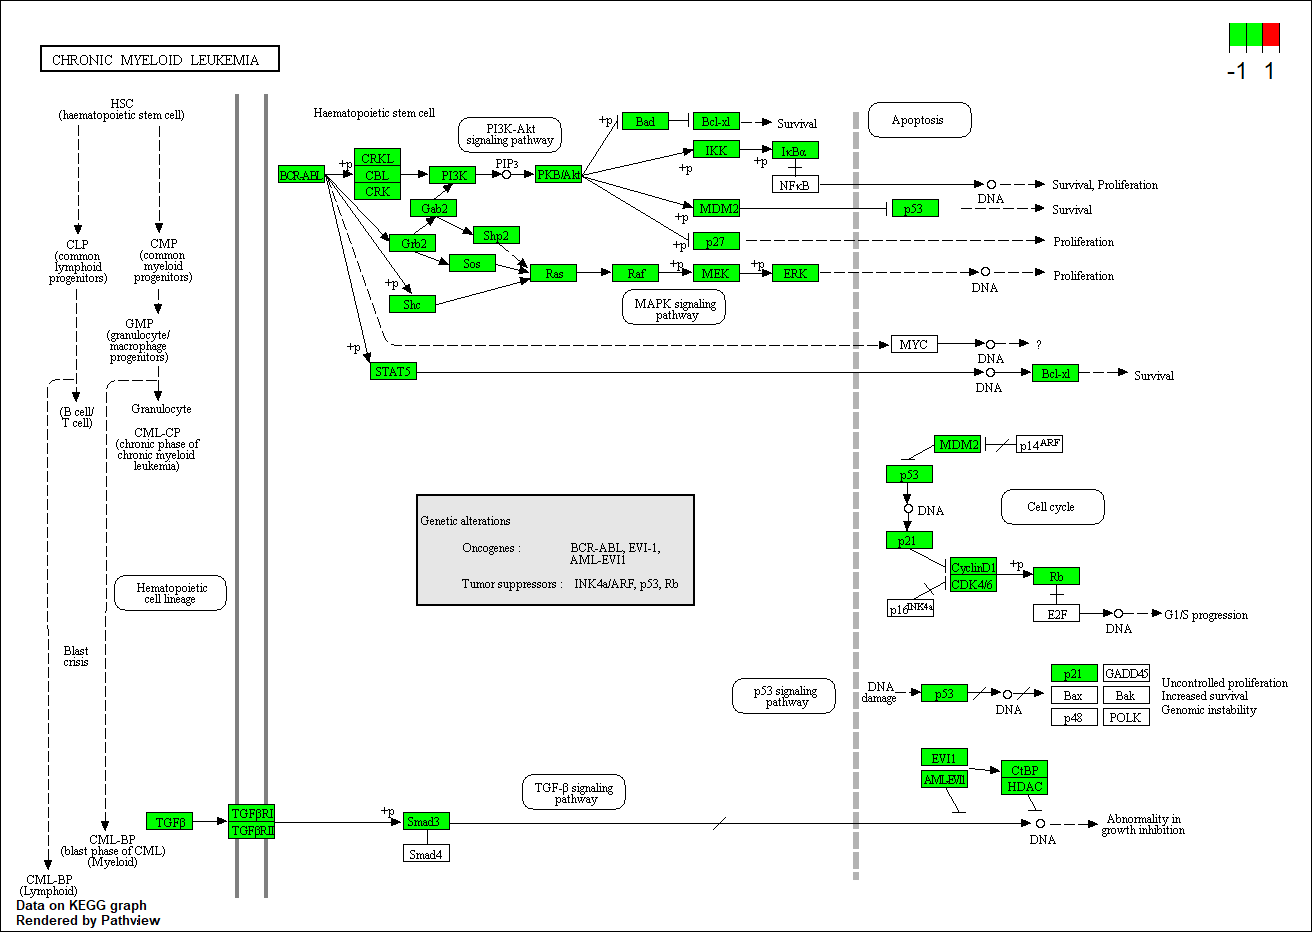 CHRONIC MYELOID LEUKEMIA
-1 1
HSC
(haematopoietic stem cell)
CLP
(common
lymphoid
progenitors)
CMP
(common
myeloid
progenitors)
GMP
(granulocyte/
macrophage
progenitors)
(B cell/
T cell)
Granulocyte
CML-CP
(chronic phase of
chronic myeloid
leukemia)
Hematopoietic
cell lineage
Blast
crisis
CML-BP
(blast phase of CML)
(Myeloid)
CML-BP
(Lymphoid)
Haematopoietic stem cell
PI3K-Akt
signaling pathway
Apoptosis
BCR-ABL
+p
CRKL
CBL
CRK
PI3K
PIP3
PKB/Akt
+p
Bad
Bcl-xl
Survival
IKK
+p
+p
IκBα
NFκB
DNA
Survival, Proliferation
Gab2
MDM2
+p
p53
Survival
Grb2
Shp2
p27
+p
Proliferation
Sos
Ras
Raf
+p
MEK
+p
ERK
DNA
Proliferation
+p
Shc
MAPK signaling
pathway
MYC
DNA
?
+p
STAT5
DNA
Bcl-xl
Survival
MDM2
p14ARF
p53
DNA
Cell cycle
p21
CyclinD1
CDK4/6
+p
Rb
p16INK4a
E2F
DNA
G1/S progression
Genetic alterations
Oncogenes : BCR-ABL, EVI-1,
AML-EVI1
Tumor suppressors : INK4a/ARF, p53, Rb
p53 signaling
pathway
DNA
damage
p53
DNA
p21 GADD45
Bax Bak
p48 POLK
Uncontrolled proliferation
Increased survival
Genomic instability
EVI1
AML-EVI1
CtBP
HDAC
TGF-β signaling
pathway
TGFβ
TGFβRI
TGFβRII
+p
Smad3
Smad4
DNA
Abnormality in
growth inhibition
Data on KEGG graph
Rendered by Pathview